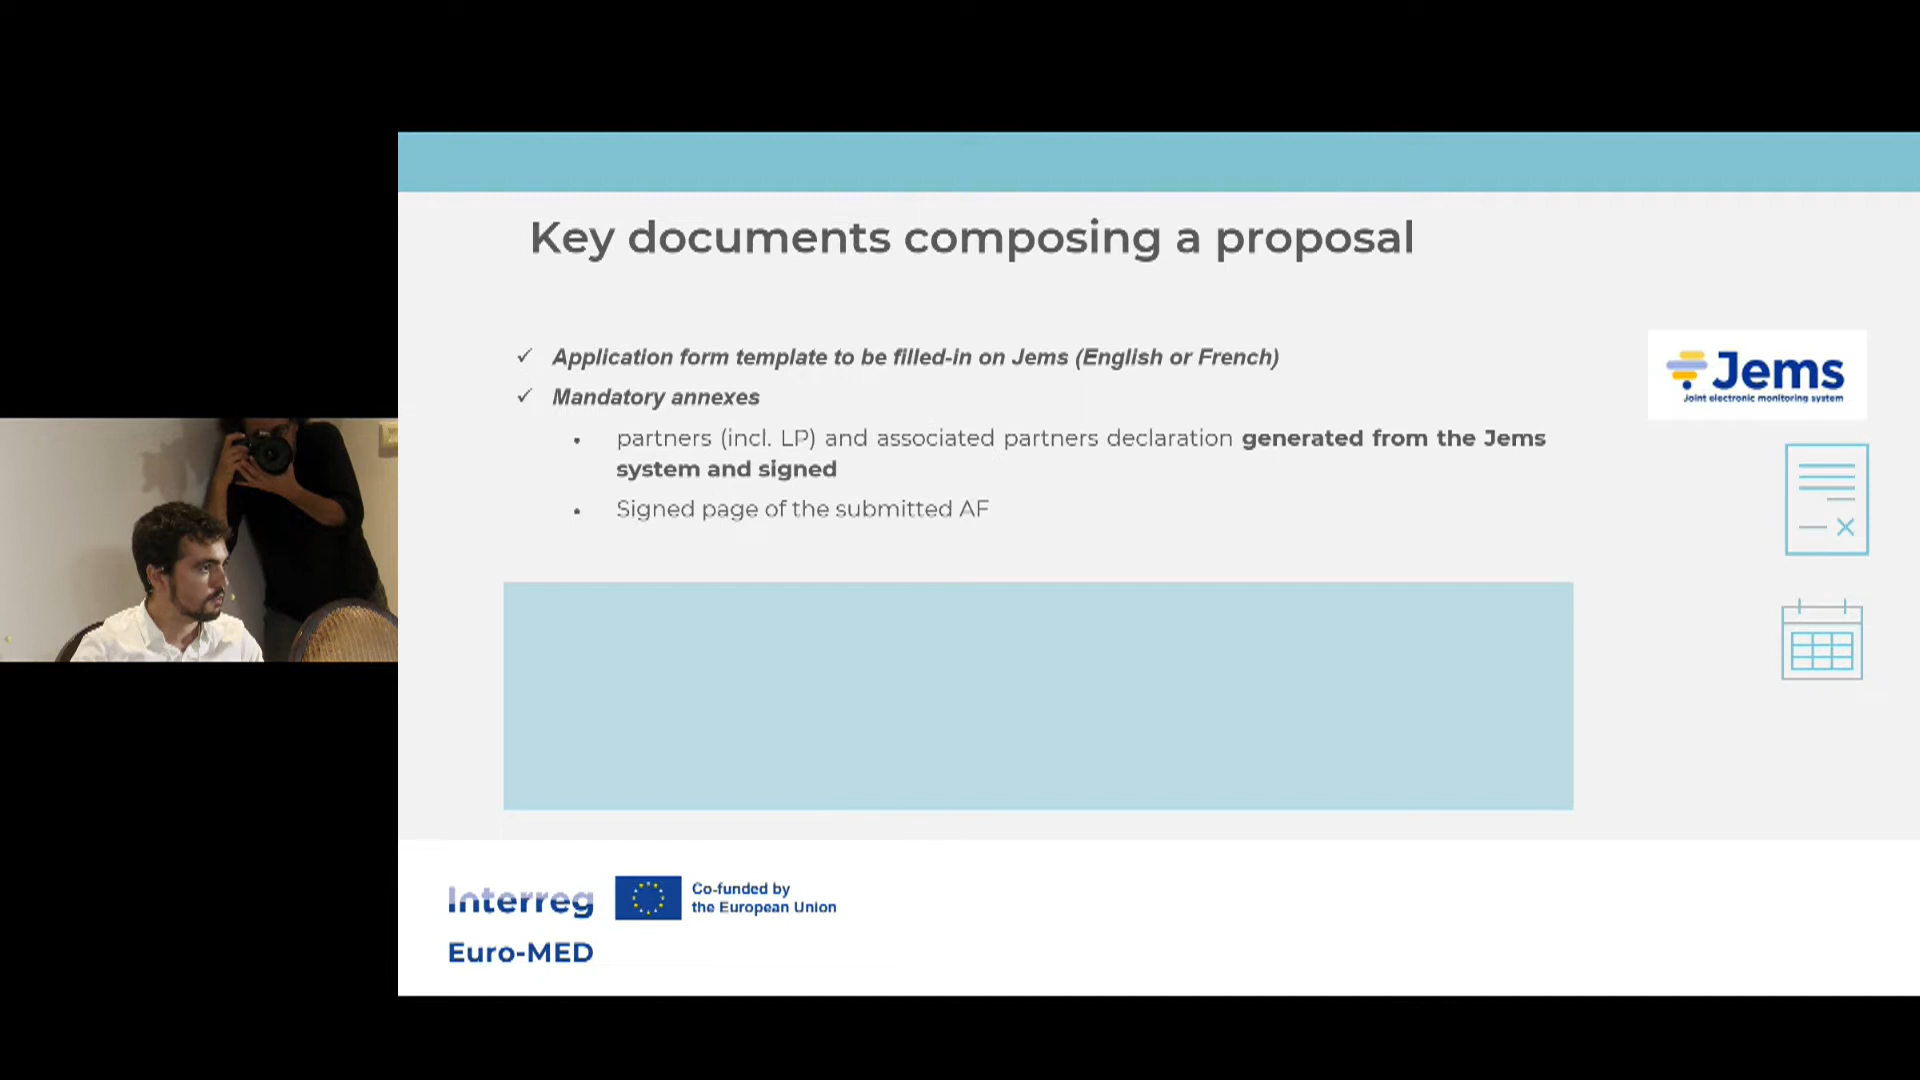 Key documents composing a proposal
✓ Application form template to be filled-in on Jems (English or French)
✓ Mandatory annexes
• partners (incl. LP) and associated partners declaration generated from the Jems
system and signed
• Signed page of the submitted AF
Jems
Joint electronic monitoring system
Interreg
Co-funded by
the European Union
Euro-MED